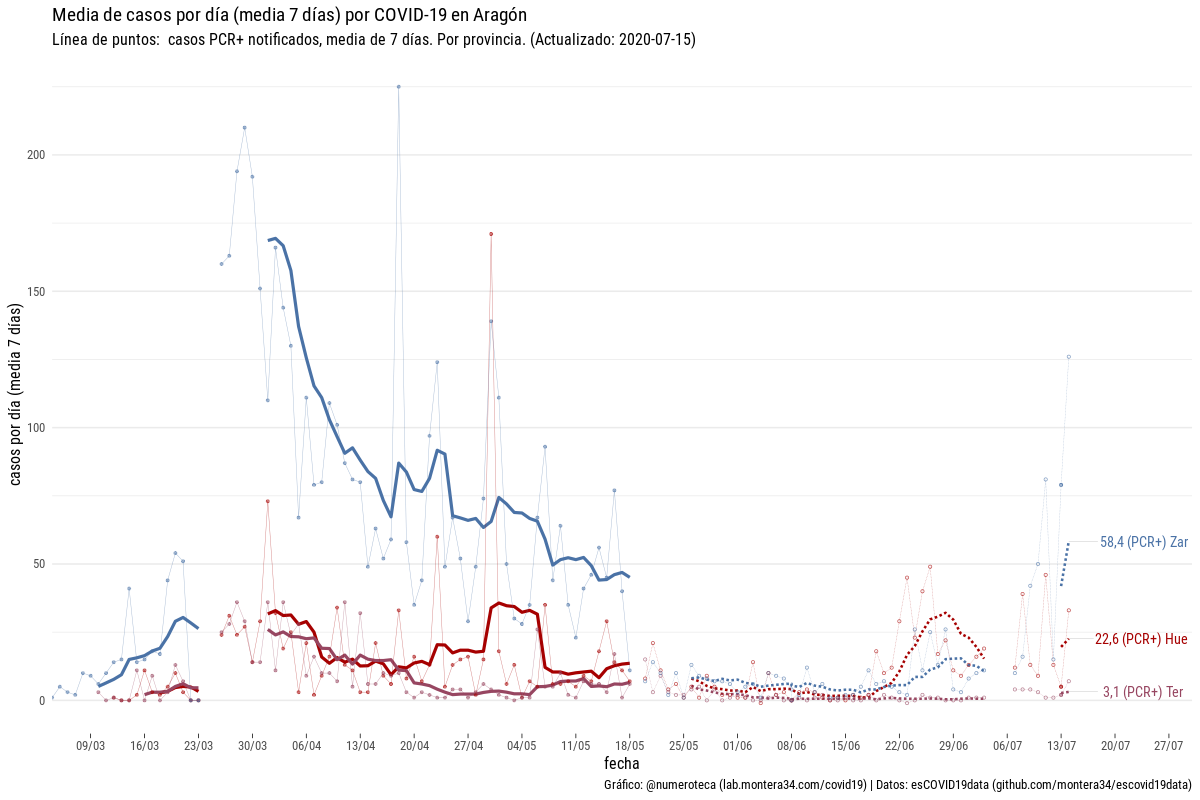 Media de casos por día (media 7 días) por COVID-19 en Aragón
Línea de puntos:  casos PCR+ notificados, media de 7 días. Por provincia. (Actualizado: 2020-07-15)
casos por día (media 7 días)
200
150
100
50
0
58,4 (PCR+) Zar
22,6 (PCR+) Hue
3,1 (PCR+) Ter
09/03 16/03 23/03 30/03 06/04 13/04 20/04 27/04 04/05 11/05 18/05 25/05 01/06 08/06 15/06 22/06 29/06 06/07 13/07 20/07 27/07
fecha
Gráfico: @numeroteca (lab.montera34.com/covid19) | Datos: esCOVID19data (github.com/montera34/escovid19data)